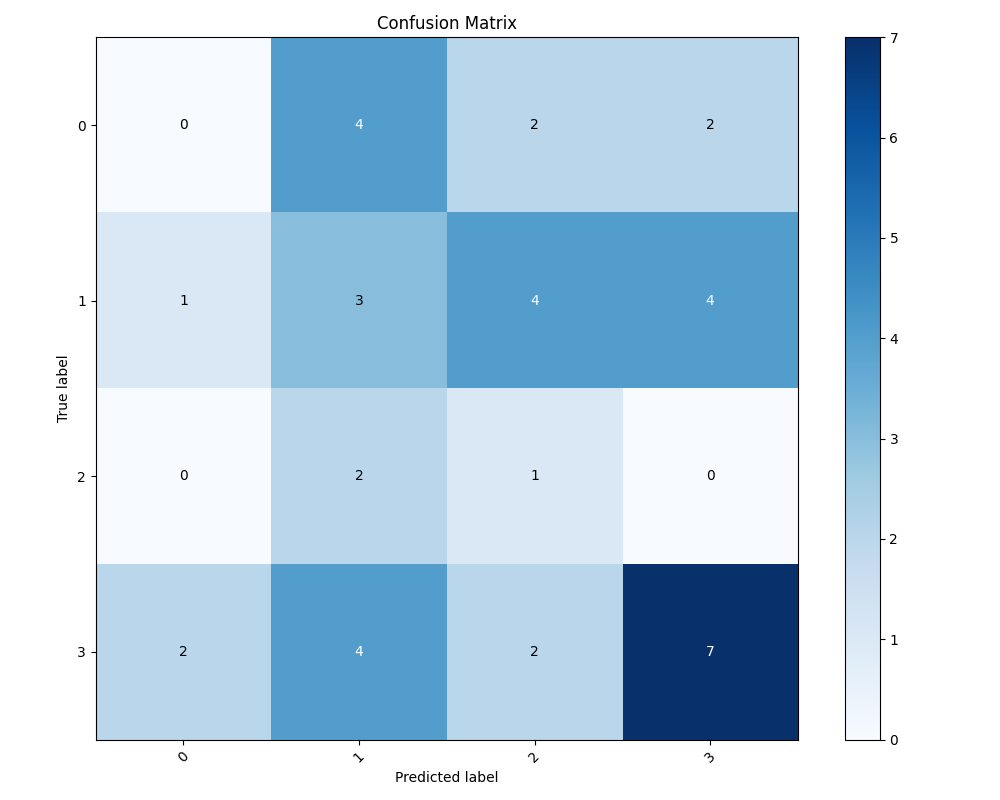 Confusion Matrix
0 0 4 2 2
1 1 3 4 4
2 0 2 1 0
3 2 4 2 7
0 1 2 3
True label
Predicted label
7
6
5
4
3
2
1
0